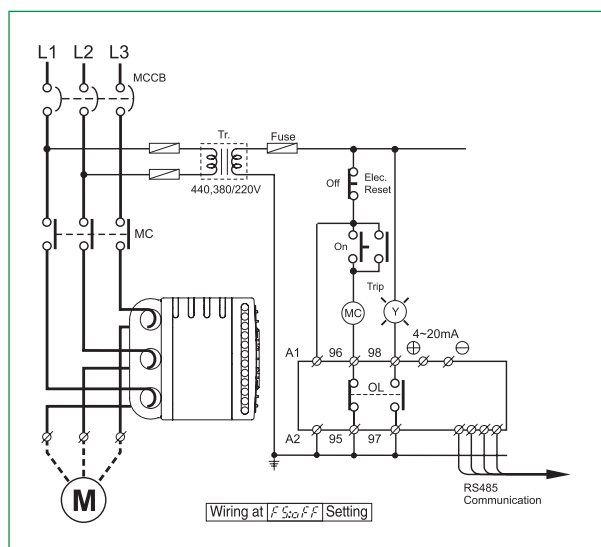 L1 L2 L3
MCCB
Tr.
Fuse
440,380/220V
Off
Elec.
Reset
On
MC
Trip
MC
Y
4~20mA
A1 96 98 ⊕ ⊖
OL
A2 95 97
RS485
Communication
M
Wiring at FS:oFF Setting